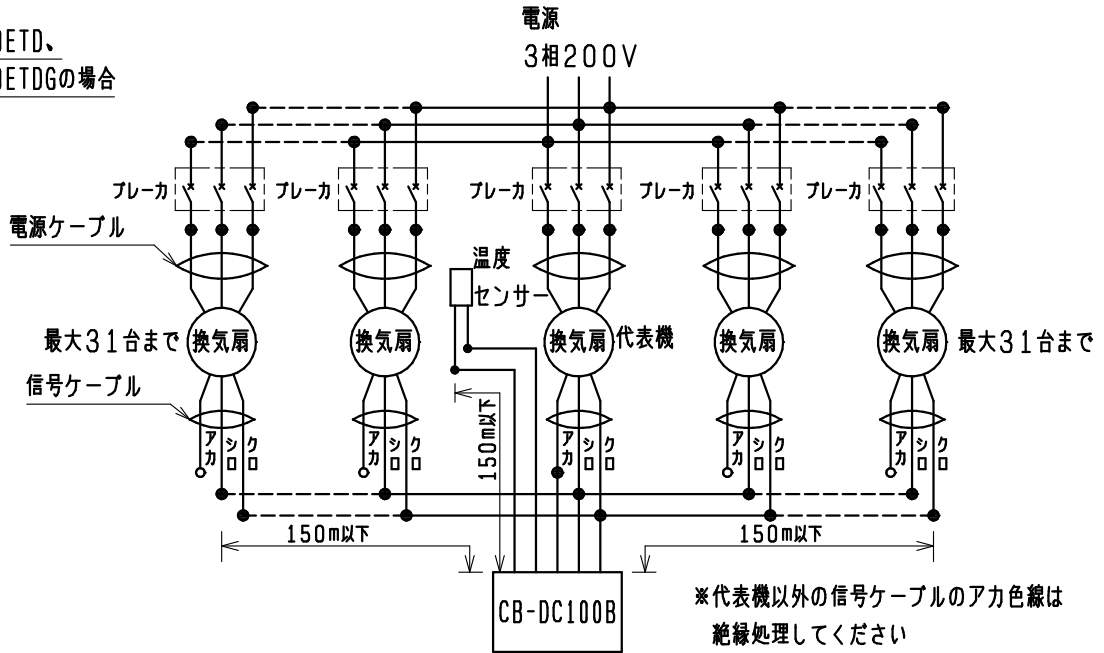 電源
3相200V
ETD、
ETDGの場合
ブレーカ
ブレーカ
ブレーカ
ブレーカ
ブレーカ
電源ケーブル
温度
センサー
最大31台まで
換気扇
換気扇
換気扇
代表機
換気扇
換気扇
最大31台まで
信号ケーブル
アカ
シロ
クロ
アカ
シロ
クロ
150m以下
アカ
シロ
クロ
アカ
シロ
クロ
アカ
シロ
クロ
150m以下
150m以下
CB-DC100B
※代表機以外の信号ケーブルのアカ色線は
絶縁処理してください